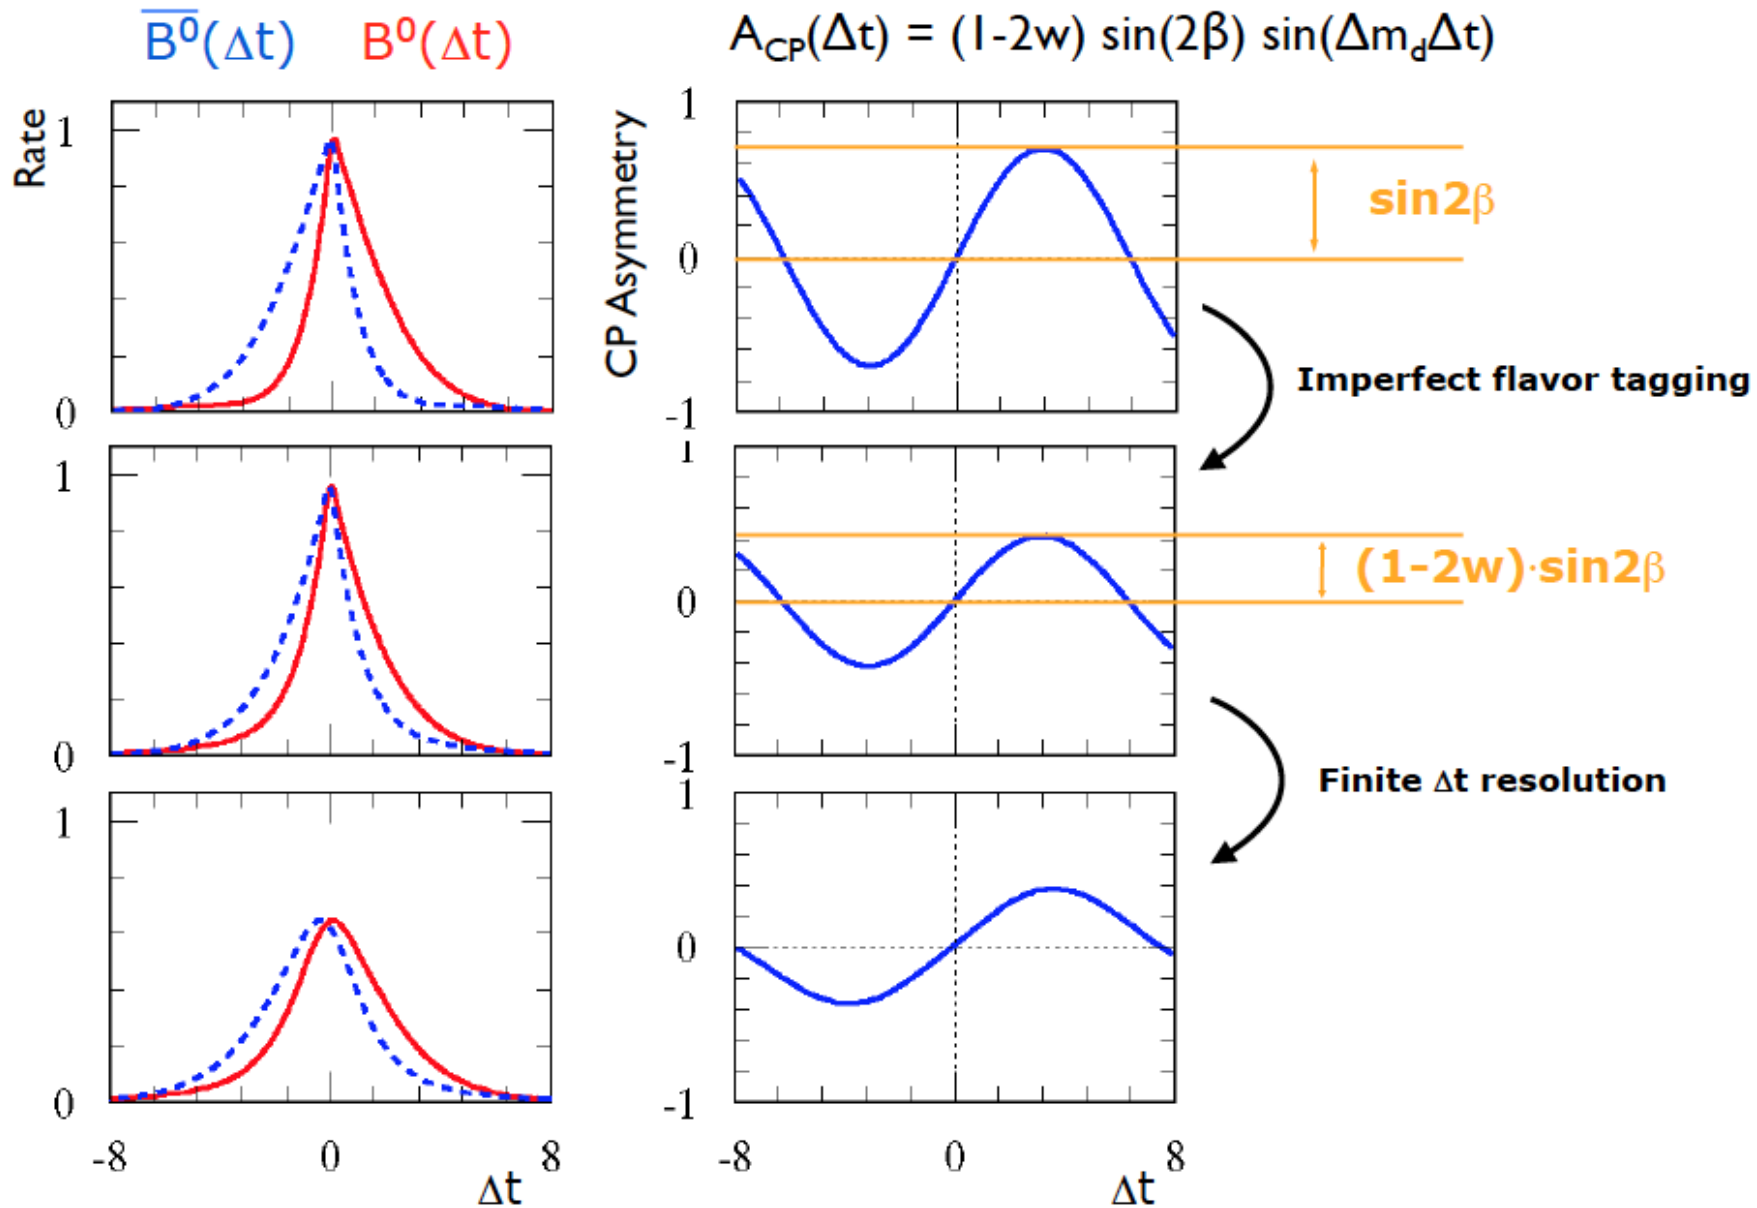 B⁰(Δt) B⁰(Δt)
A_CP(Δt) = (1-2w) sin(2β) sin(Δm_dΔt)
Rate
1
0
CP Asymmetry
1
0
-1
sin2β
Imperfect flavor tagging
1
0
1
0
-1
(1-2w)·sin2β
Finite Δt resolution
1
0
-8
0
8
Δt
1
0
-1
-8
0
8
Δt